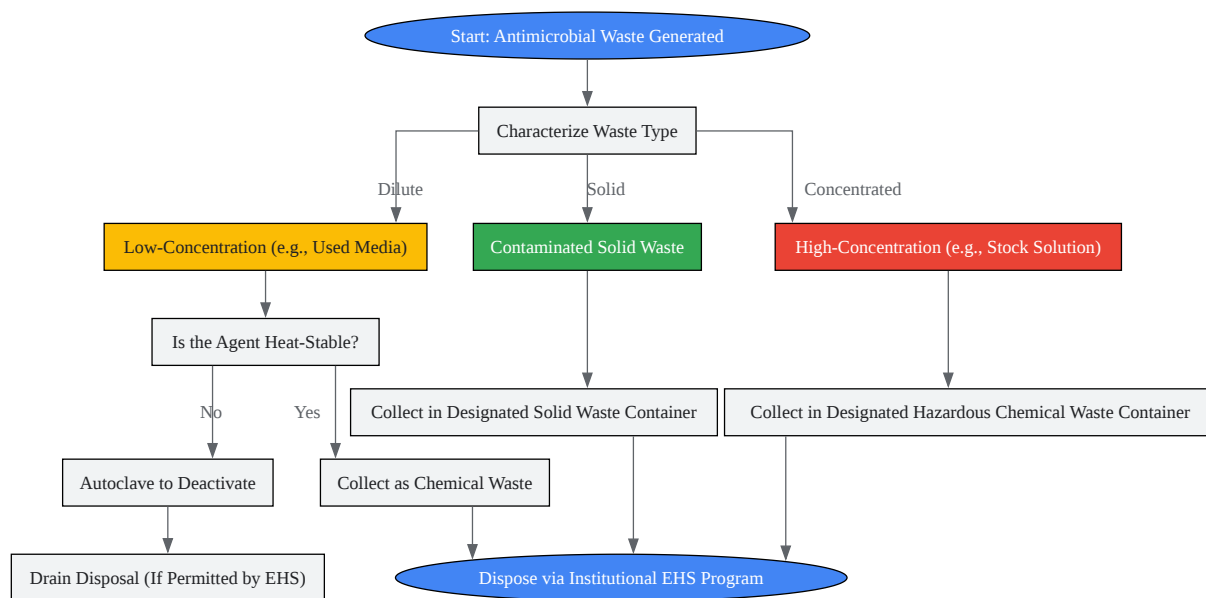 Start: Antimicrobial Waste Generated
Characterize Waste Type
Dilute
Solid
Concentrated
Low-Concentration (e.g., Used Media)
Contaminated Solid Waste
High-Concentration (e.g., Stock Solution)
Is the Agent Heat-Stable?
No
Yes
Collect in Designated Solid Waste Container
Collect in Designated Hazardous Chemical Waste Container
Autoclave to Deactivate
Collect as Chemical Waste
Drain Disposal (If Permitted by EHS)
Dispose via Institutional EHS Program